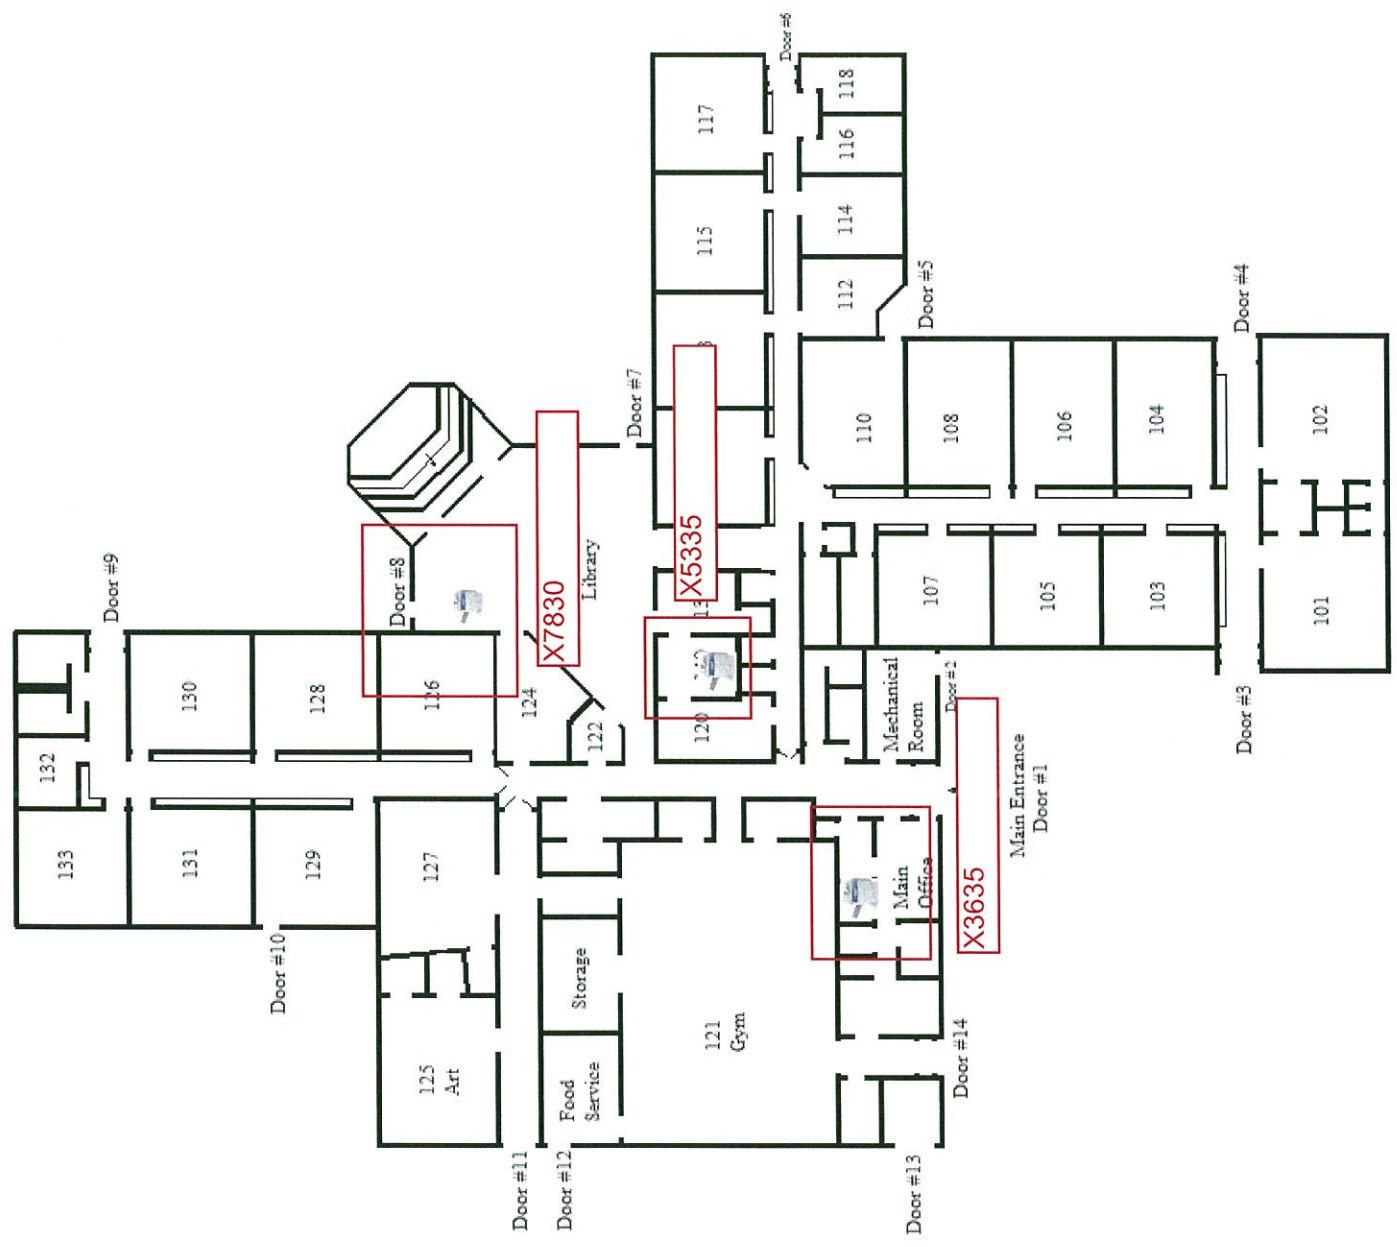 Door #6
117
118
116
115
114
112
Door #5
Door #4
Door #7
110
108
106
104
102
X5335
107
105
103
101
Door #9
Door #8
X7830
Library
130
128
126
124
122
120
132
Mechanical
Room
Door #2
Door #3
133
131
129
127
Main
Office
X3635
Main Entrance
Door #1
Door #10
Storage
121
Gym
125
Art
Food
Service
Door #14
Door #11
Door #12
Door #13